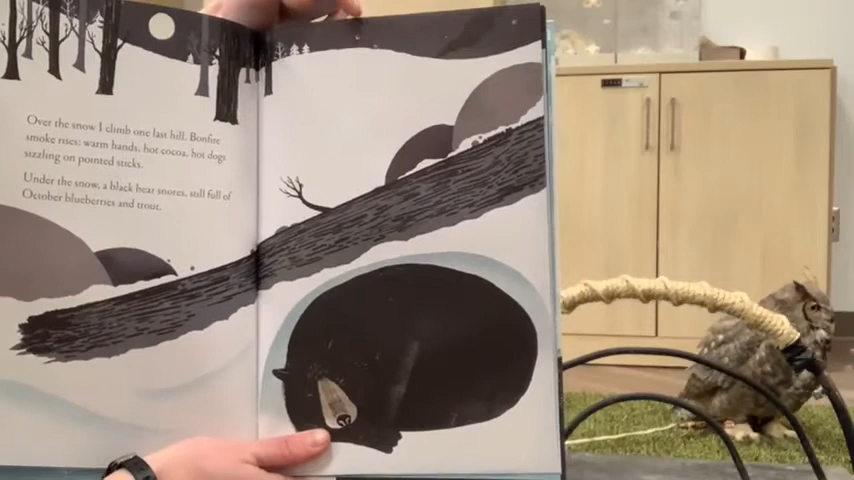 Over the snow I climb one last hill. Bonfire
smoke rises: warm hands, hot cocoa, hot dogs
sizzling on pointed sticks.
Under the snow, a black bear snores, still full of
October blueberries and trout.